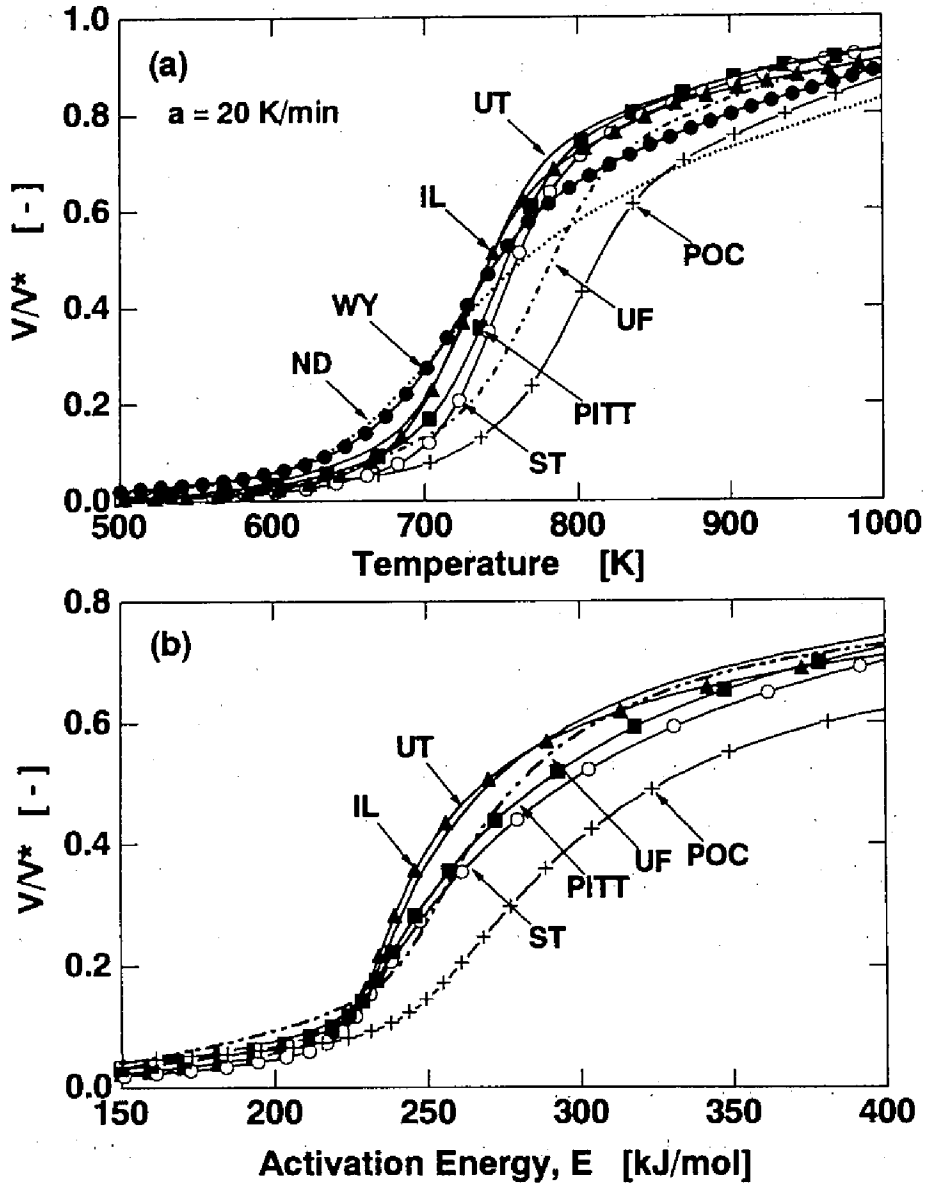 1.0
(a)
a = 20 K/min
UT
0.8
IL
0.6
POC
V/V* [ - ]
WY
UF
0.4
ND
PITT
0.2
ST
0.0
500 600 700 800 900 1000
Temperature [K]
0.8
(b)
0.6
UT
V/V* [ - ]
IL
0.4
UF
POC
PITT
ST
0.2
0.0
150 200 250 300 350 400
Activation Energy, E [kJ/mol]